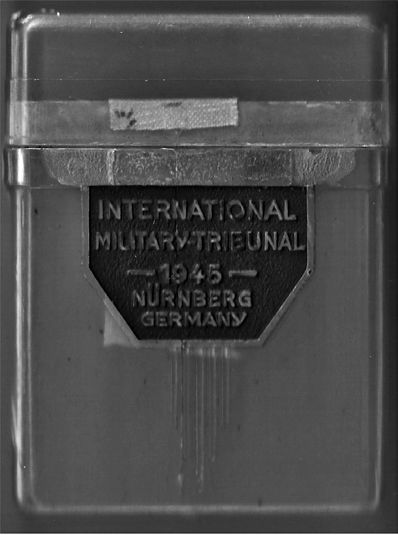 INTERNATIONAL
MILITARY-TRIBUNAL
— 1945 —
NÜRNBERG
GERMANY